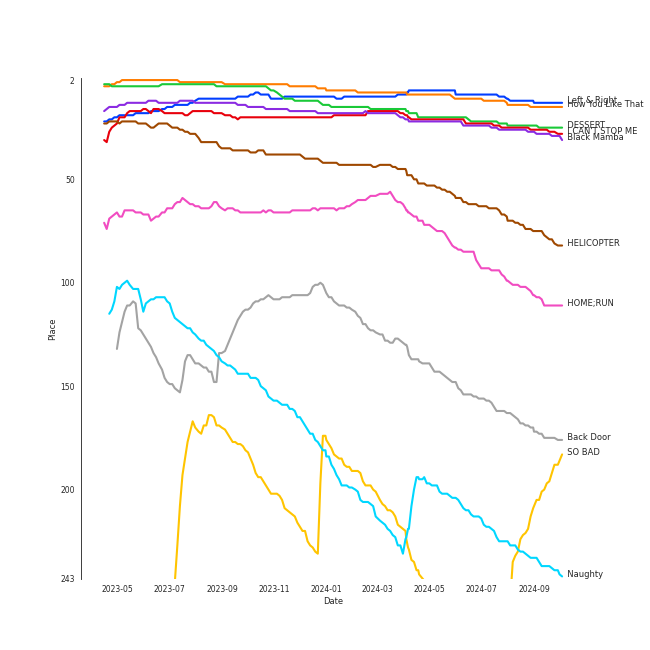 2
50
100
150
200
243
Place
2023-05
2023-07
2023-09
2023-11
2024-01
2024-03
2024-05
2024-07
2024-09
Date
Left & Right
How You Like That
DESSERT
I CAN'T STOP ME
Black Mamba
HELICOPTER
HOME;RUN
Back Door
SO BAD
Naughty